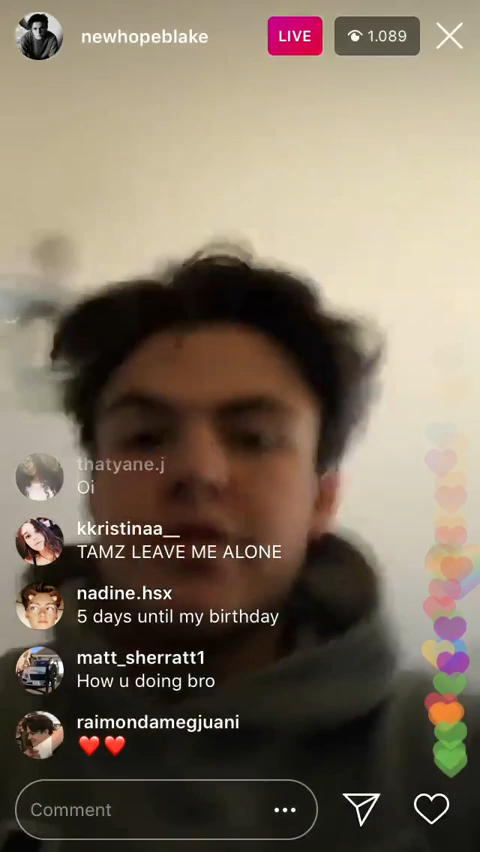 newhopeblake LIVE 1.089
thatyane.j
Oi
kkristinaa__
TAMZ LEAVE ME ALONE
nadine.hsx
5 days until my birthday
matt_sherratt1
How u doing bro
raimondamegjuani
❤️❤️
Comment